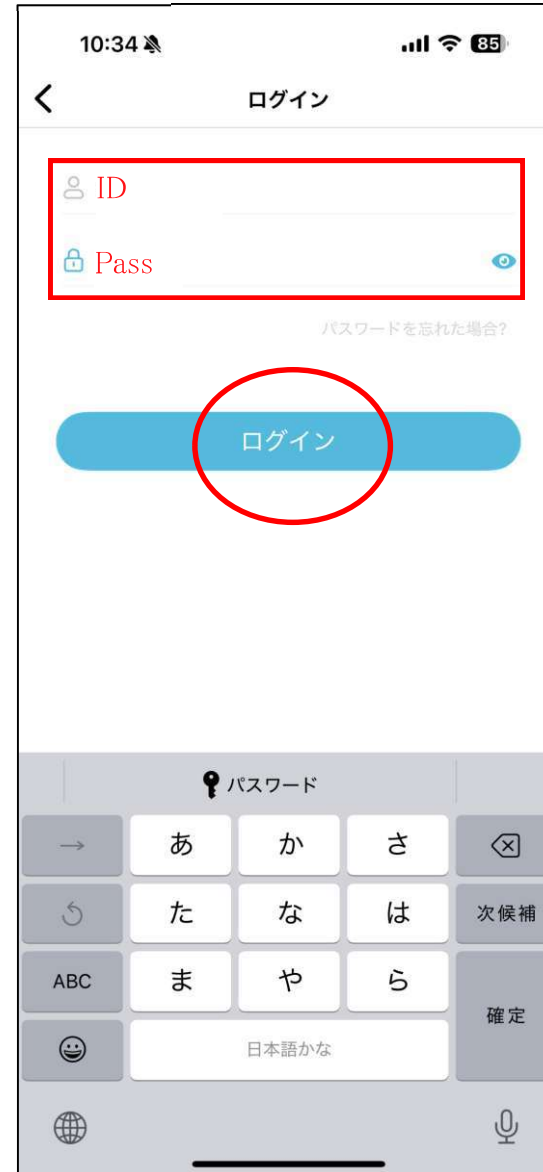 10:34
85
ログイン
ID
Pass
パスワードを忘れた場合?
ログイン
パスワード
→ あ か さ
た な は 次候補
ABC ま や ら
確定
日本語かな